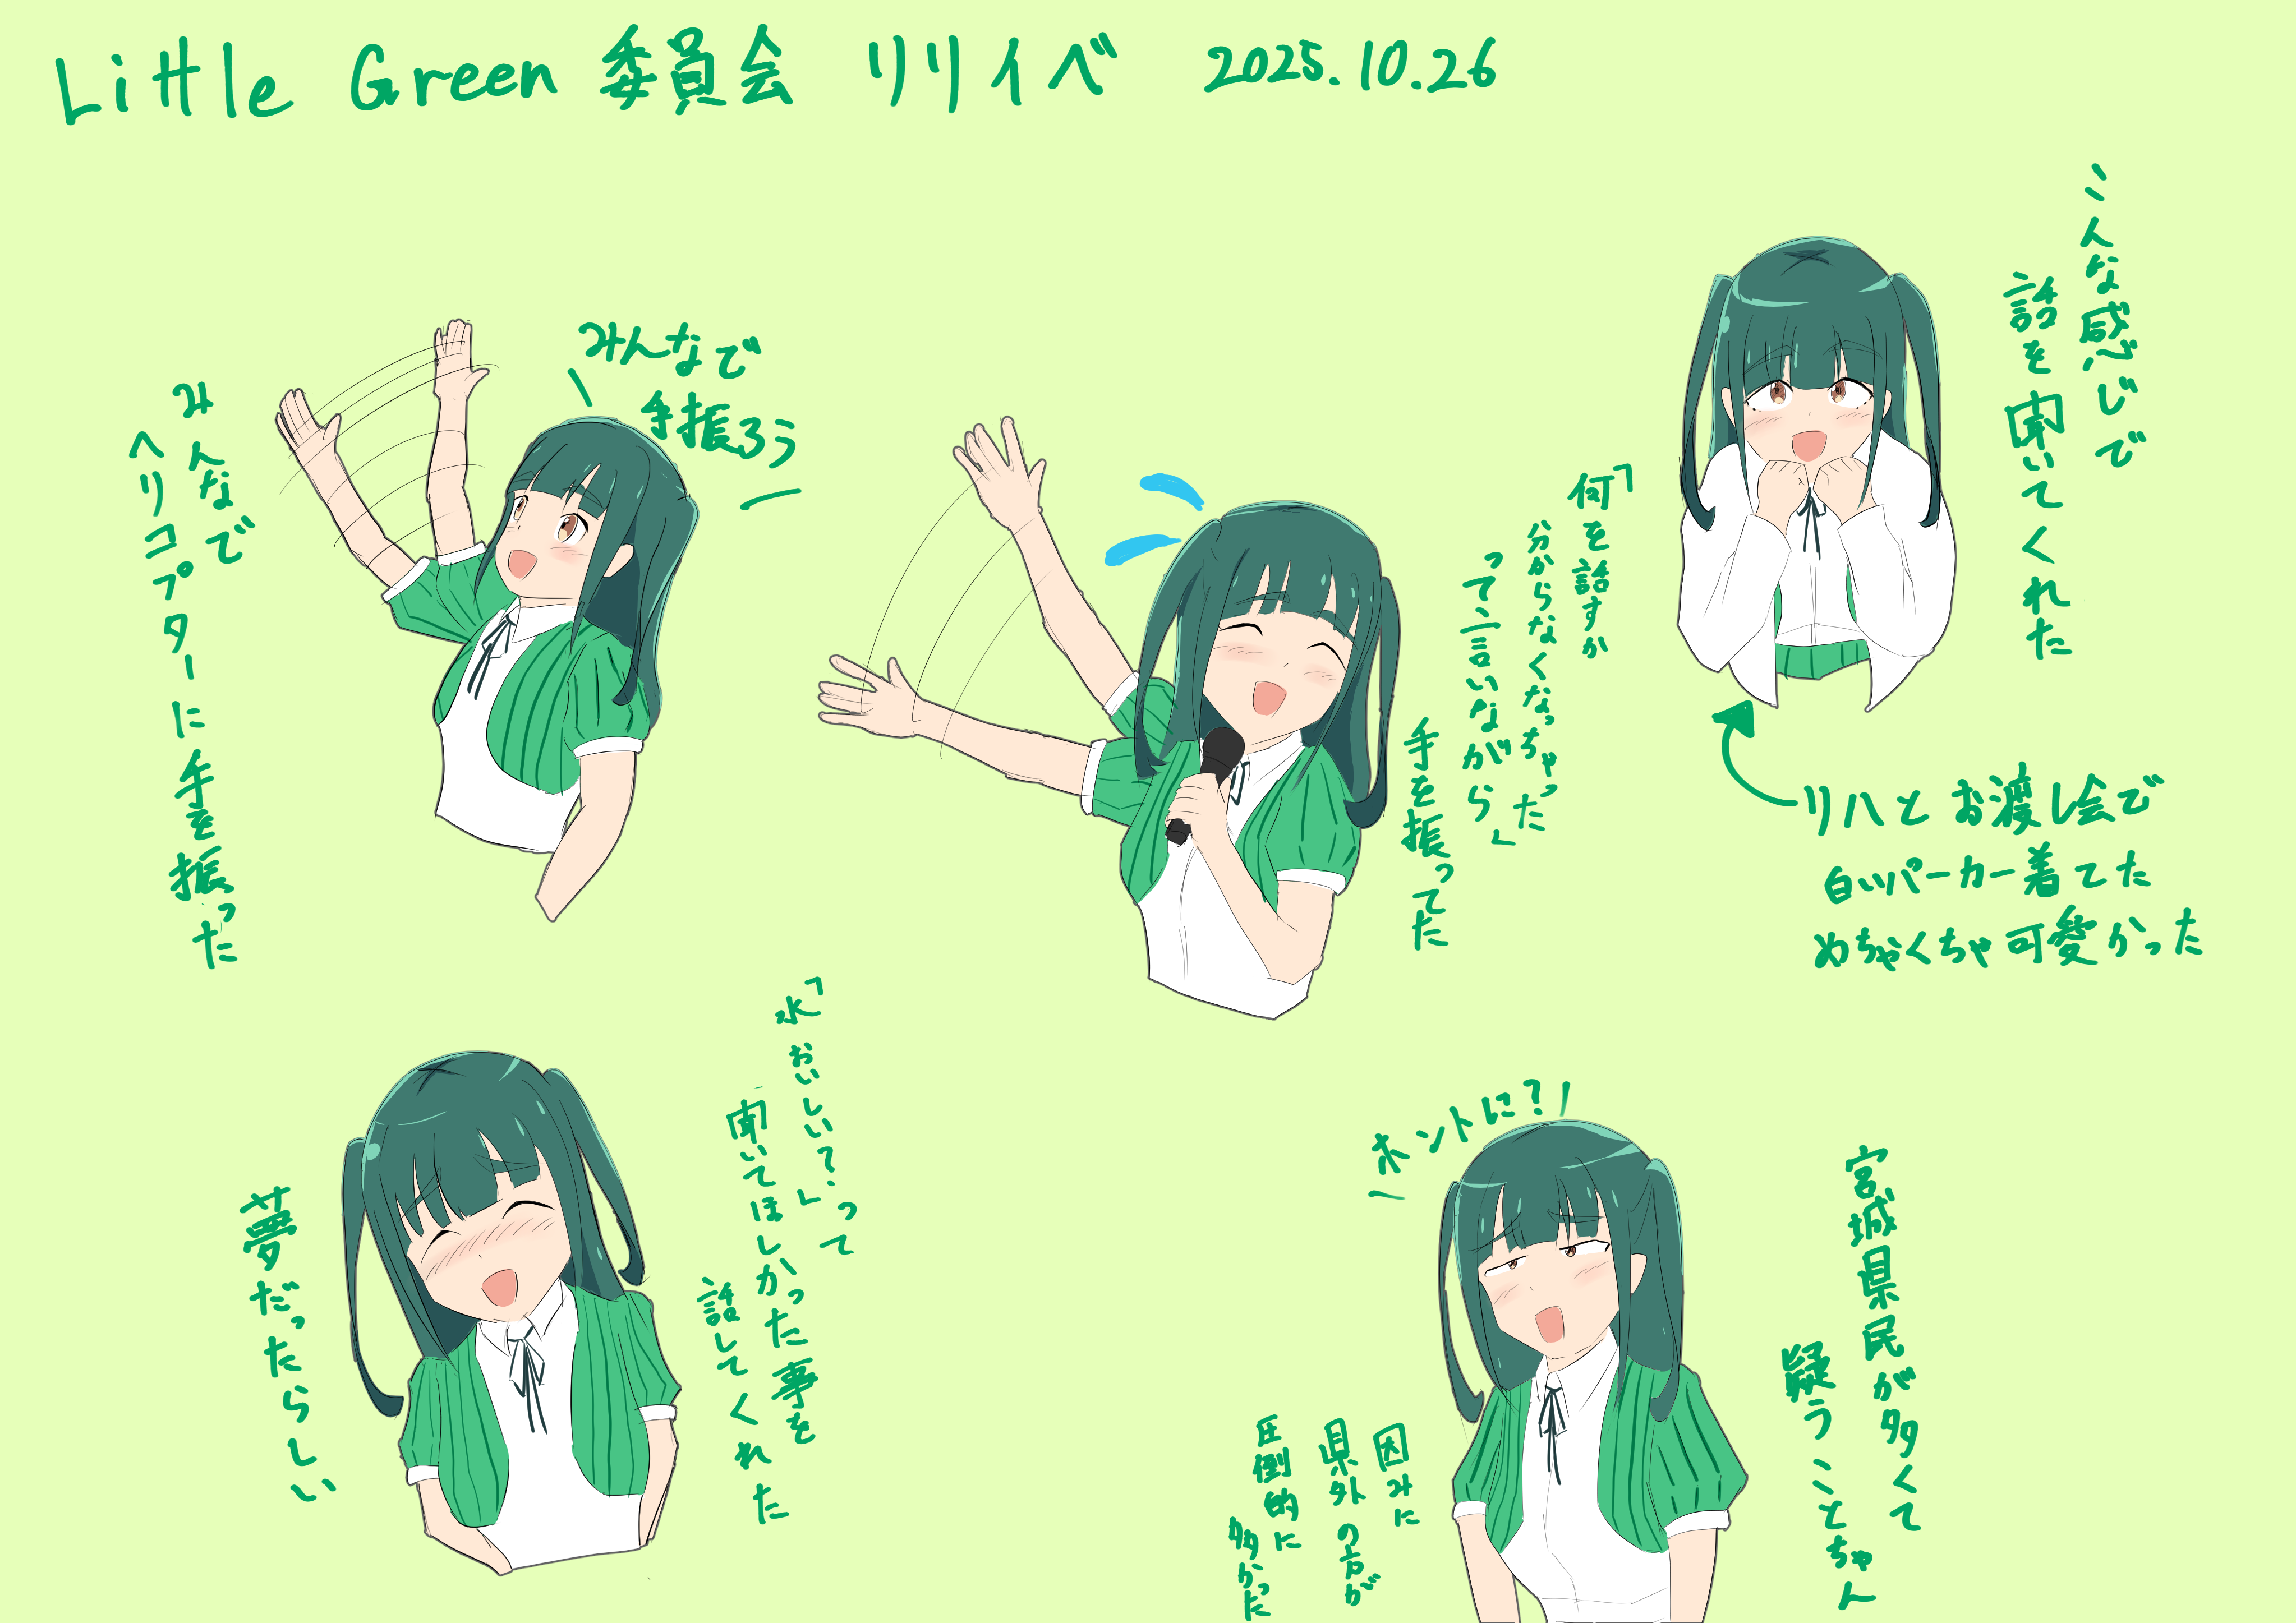 Little Green 委員会 リリイベ 2025.10.26
こんな感じで
話を聞いてくれた
リハとお渡し会で
白いパーカー着てた
めちゃくちゃ可愛かった
「何を話すか
分からなくなっちゃった
って言いながら」
手を振ってた
みんなで
手振ろう
みんなで
ヘリコプターに手を振った
「水おいしい?」って
聞いてほしかった事を
話してくれた
夢だったらしい
ホントに?
宮城県民が多くて
疑うことちゃん
因みに
県外の方が
圧倒的に
多かった